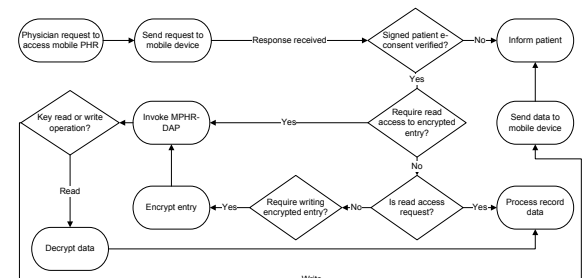 Physician request to
access mobile PHR
Send request to
mobile device
Response received
Signed patient e-
consent verified?
No
Inform patient
Yes
Key read or write
operation?
Invoke MPHR-
DAP
Yes
Require read
access to encrypted
entry?
Send data to
mobile device
No
Read
Encrypt entry
Yes
Require writing
encrypted entry?
No
Is read access
request?
Yes
Process record
data
Decrypt data
Write